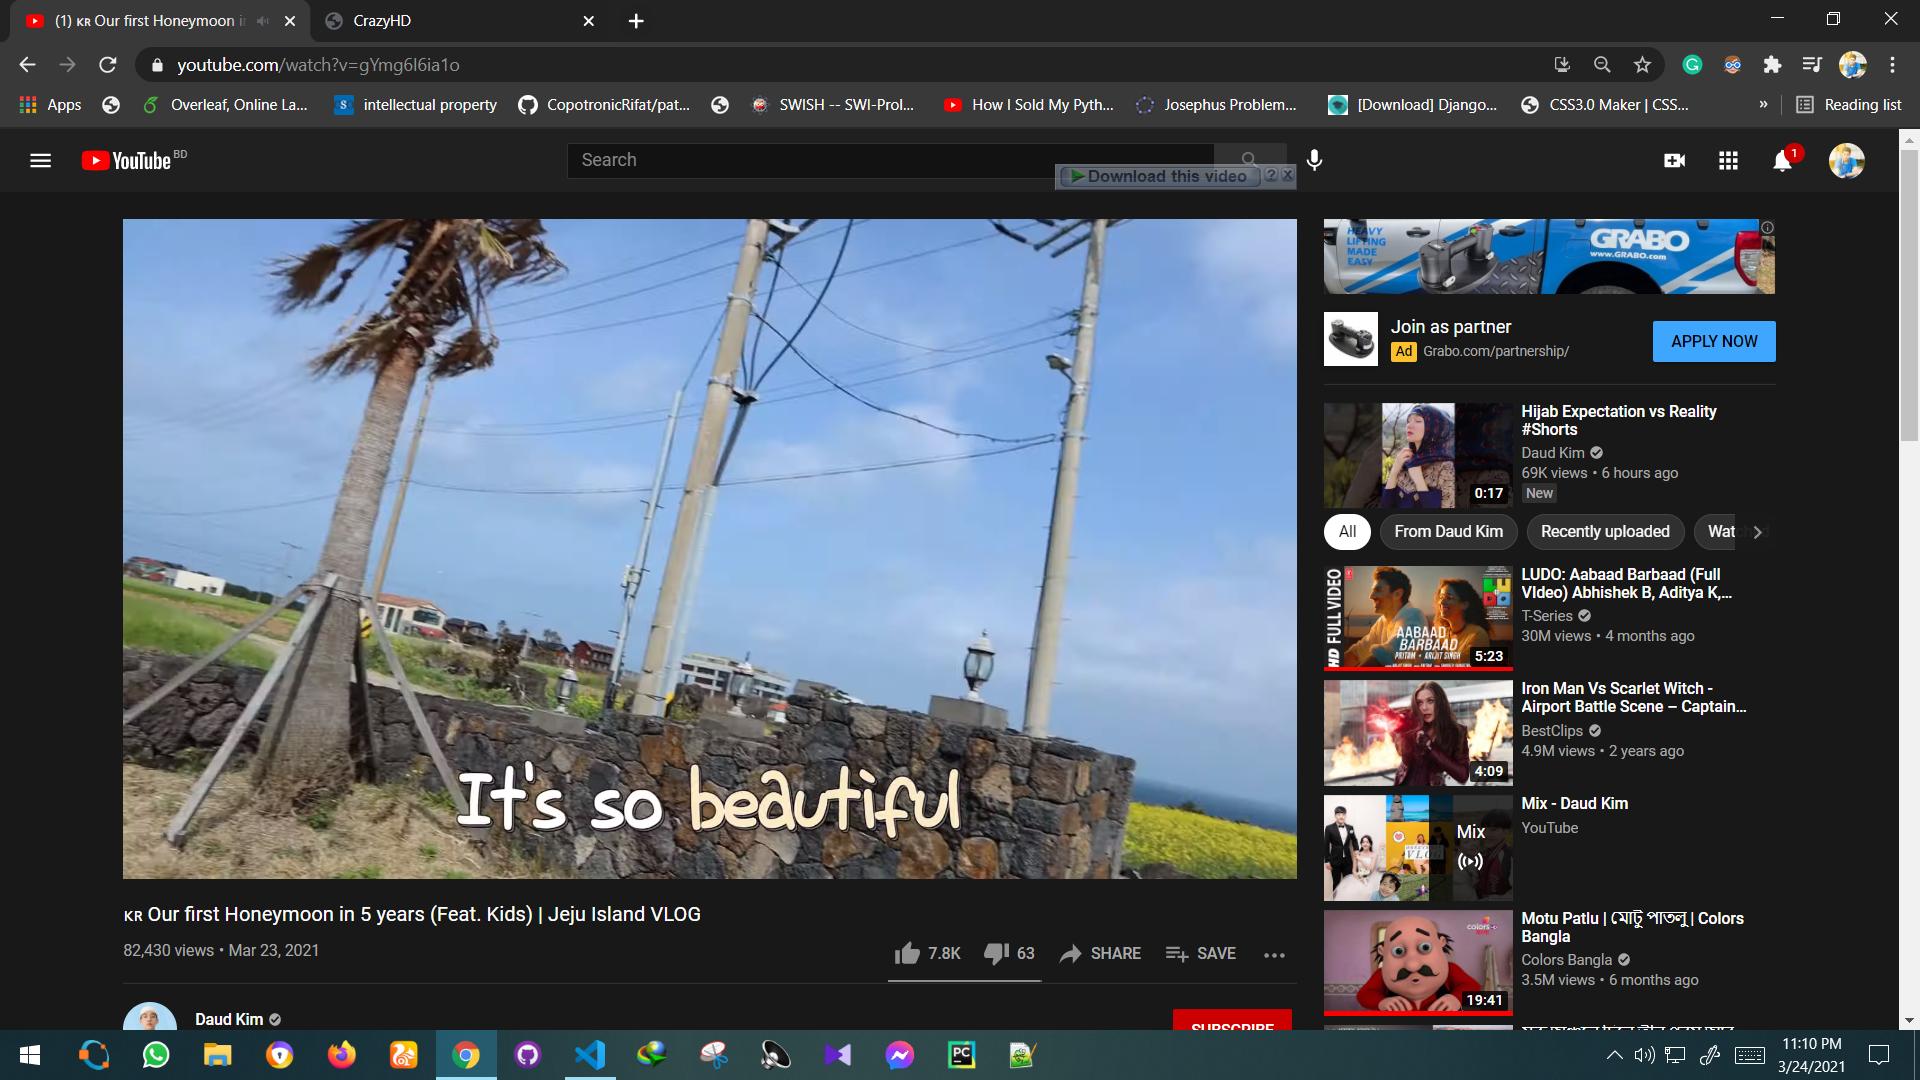 (1) ᴋʀ Our first Honeymoon i
CrazyHD
youtube.com/watch?v=gYmg6l6ia1o
Apps
Overleaf, Online La...
intellectual property
CopotronicRifat/pat...
SWISH -- SWI-Prol...
How I Sold My Pyth...
Josephus Problem...
[Download] Django...
CSS3.0 Maker | CSS...
»
Reading list
YouTube BD
Search
Download this video
1
HEAVY
LIFTING
MADE
EASY
GRABO
www.GRABO.com
Join as partner
Ad Grabo.com/partnership/
APPLY NOW
Hijab Expectation vs Reality
#Shorts
Daud Kim
69K views • 6 hours ago
New
0:17
All
From Daud Kim
Recently uploaded
Wat
HD FULL VIDEO
AABAAD
BARBAAD
5:23
LUDO: Aabaad Barbaad (Full
VIdeo) Abhishek B, Aditya K,...
T-Series
30M views • 4 months ago
Iron Man Vs Scarlet Witch -
Airport Battle Scene – Captain...
BestClips
4.9M views • 2 years ago
4:09
Mix
Mix - Daud Kim
YouTube
Motu Patlu | মোটু পাতলু | Colors
Bangla
Colors Bangla
3.5M views • 6 months ago
19:41
It's so beautiful
ᴋʀ Our first Honeymoon in 5 years (Feat. Kids) | Jeju Island VLOG
82,430 views • Mar 23, 2021
7.8K
63
SHARE
SAVE
Daud Kim
SUBSCRIBE
PC
11:10 PM
3/24/2021